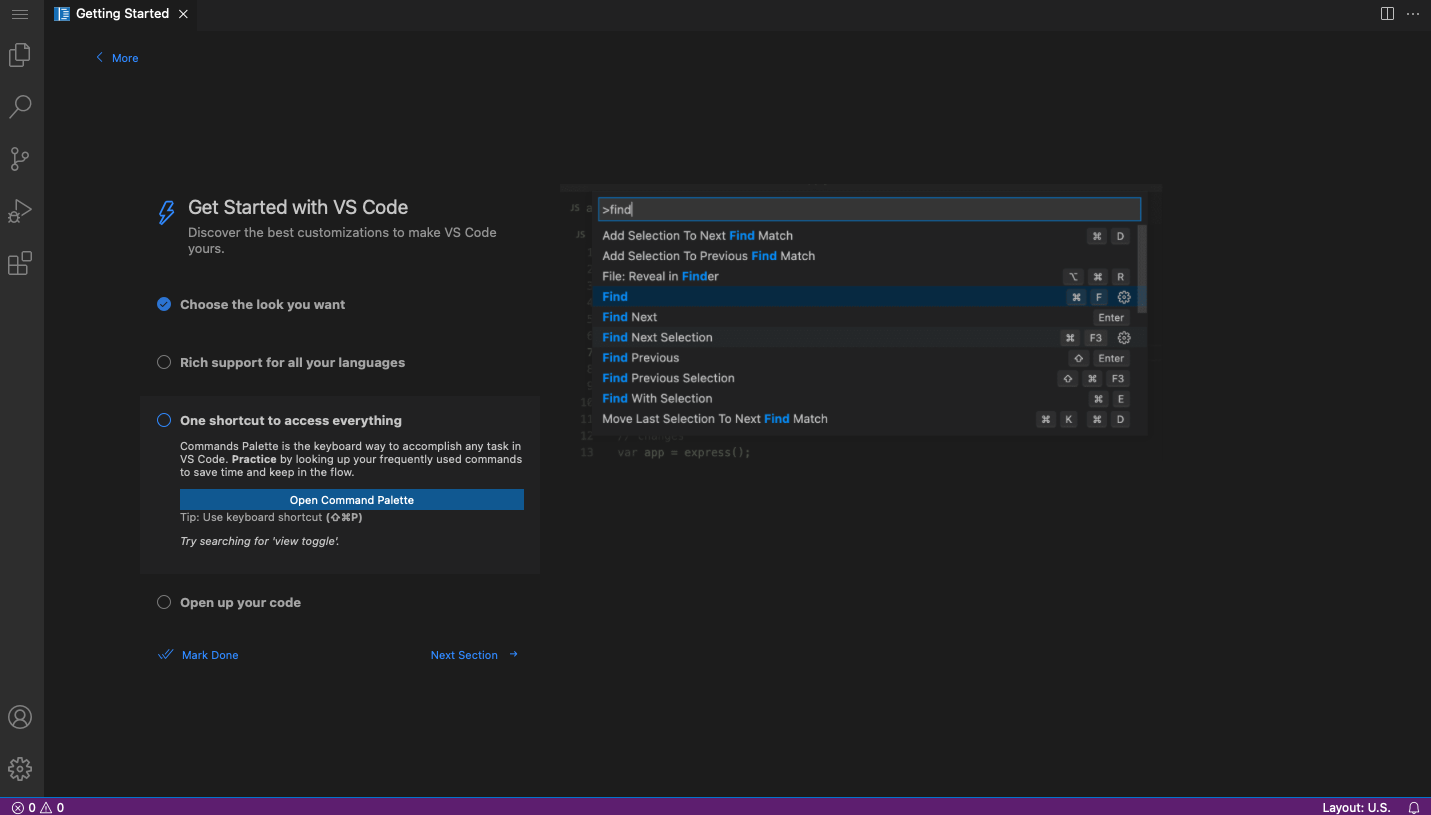 Getting Started
More
Get Started with VS Code
Discover the best customizations to make VS Code
yours.
Choose the look you want
Rich support for all your languages
One shortcut to access everything
Commands Palette is the keyboard way to accomplish any task in
VS Code. Practice by looking up your frequently used commands
to save time and keep in the flow.
Open Command Palette
Tip: Use keyboard shortcut (⇧⌘P)
Try searching for 'view toggle'.
Open up your code
Mark Done
Next Section →
JS a
>find
JS
Add Selection To Next Find Match ⌘ D
Add Selection To Previous Find Match
File: Reveal in Finder ⌥ ⌘ R
Find ⌘ F
Find Next Enter
Find Next Selection ⌘ F3
Find Previous ⇧ Enter
Find Previous Selection ⇧ ⌘ F3
Find With Selection ⌘ E
Move Last Selection To Next Find Match ⌘ K ⌘ D
12 // changes
13 var app = express();
0 0
Layout: U.S.